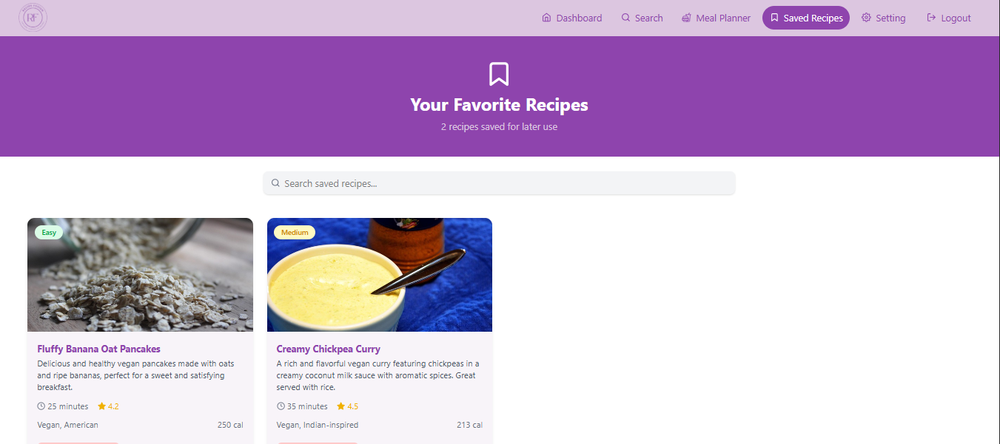 RF
Dashboard
Search
Meal Planner
Saved Recipes
Setting
Logout
Your Favorite Recipes
2 recipes saved for later use
Search saved recipes...
Easy
Medium
Fluffy Banana Oat Pancakes
Delicious and healthy vegan pancakes made with oats
and ripe bananas, perfect for a sweet and satisfying
breakfast.
25 minutes 4.2
Vegan, American 250 cal
Creamy Chickpea Curry
A rich and flavorful vegan curry featuring chickpeas in a
creamy coconut milk sauce with aromatic spices. Great
served with rice.
35 minutes 4.5
Vegan, Indian-inspired 213 cal